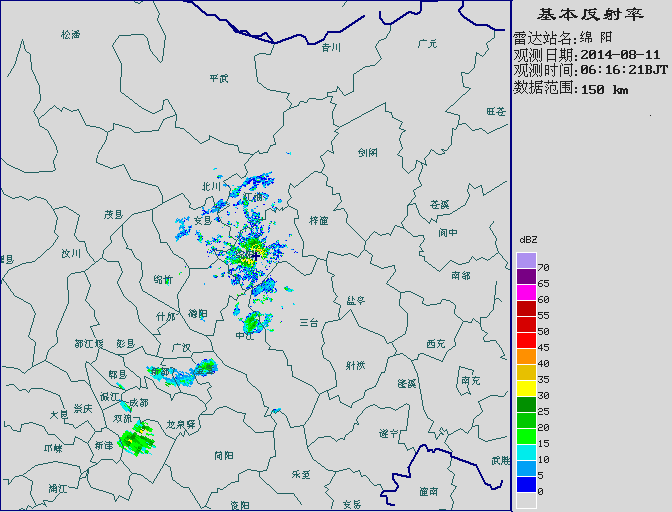 基本反射率
雷达站名:绵 阳
观测日期:2014-08-11
观测时间:06:16:21BJT
数据范围:150 km
dBZ
70
65
60
55
50
45
40
35
30
25
20
15
10
5
0
松潘
青川
广元
平武
旺苍
剑阁
北川
江油
苍溪
茂县
安县
梓潼
阆中
汶川
南部
绵竹
盐亭
什邡
德阳
三台
中江
都江堰
彭县
广汉
西充
射洪
郫县
新都
蓬溪
南充
温江
成都
崇庆
大邑
双流
龙泉驿
遂宁
新津
邛崃
简阳
武胜
乐至
蒲江
潼南
资阳
安岳